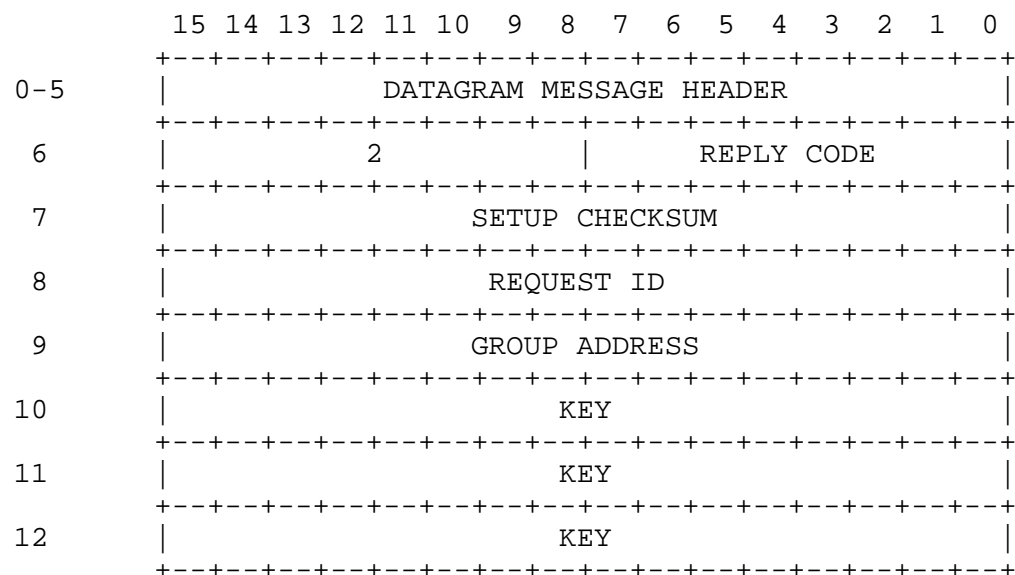 15 14 13 12 11 10 9 8 7 6 5 4 3 2 1 0
+--+--+--+--+--+--+--+--+--+--+--+--+--+--+--+--+
0-5 | DATAGRAM MESSAGE HEADER |
+--+--+--+--+--+--+--+--+--+--+--+--+--+--+--+--+
6 | 2 | REPLY CODE |
+--+--+--+--+--+--+--+--+--+--+--+--+--+--+--+--+
7 | SETUP CHECKSUM |
+--+--+--+--+--+--+--+--+--+--+--+--+--+--+--+--+
8 | REQUEST ID |
+--+--+--+--+--+--+--+--+--+--+--+--+--+--+--+--+
9 | GROUP ADDRESS |
+--+--+--+--+--+--+--+--+--+--+--+--+--+--+--+--+
10 | KEY |
+--+--+--+--+--+--+--+--+--+--+--+--+--+--+--+--+
11 | KEY |
+--+--+--+--+--+--+--+--+--+--+--+--+--+--+--+--+
12 | KEY |
+--+--+--+--+--+--+--+--+--+--+--+--+--+--+--+--+